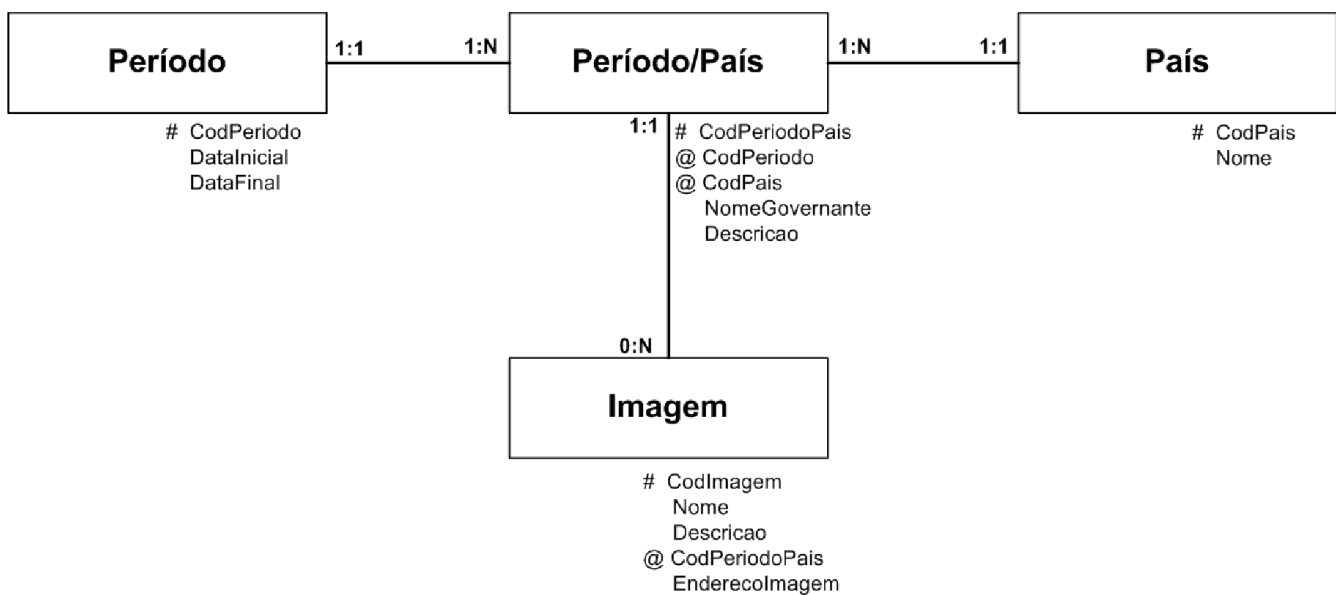 Período
1:1
1:N
Período/País
1:N
1:1
País
# CodPeriodo
DataInicial
DataFinal
1:1
# CodPeriodoPais
@ CodPeriodo
@ CodPais
NomeGovernante
Descricao
# CodPais
Nome
0:N
Imagem
# CodImagem
Nome
Descricao
@ CodPeriodoPais
EnderecoImagem